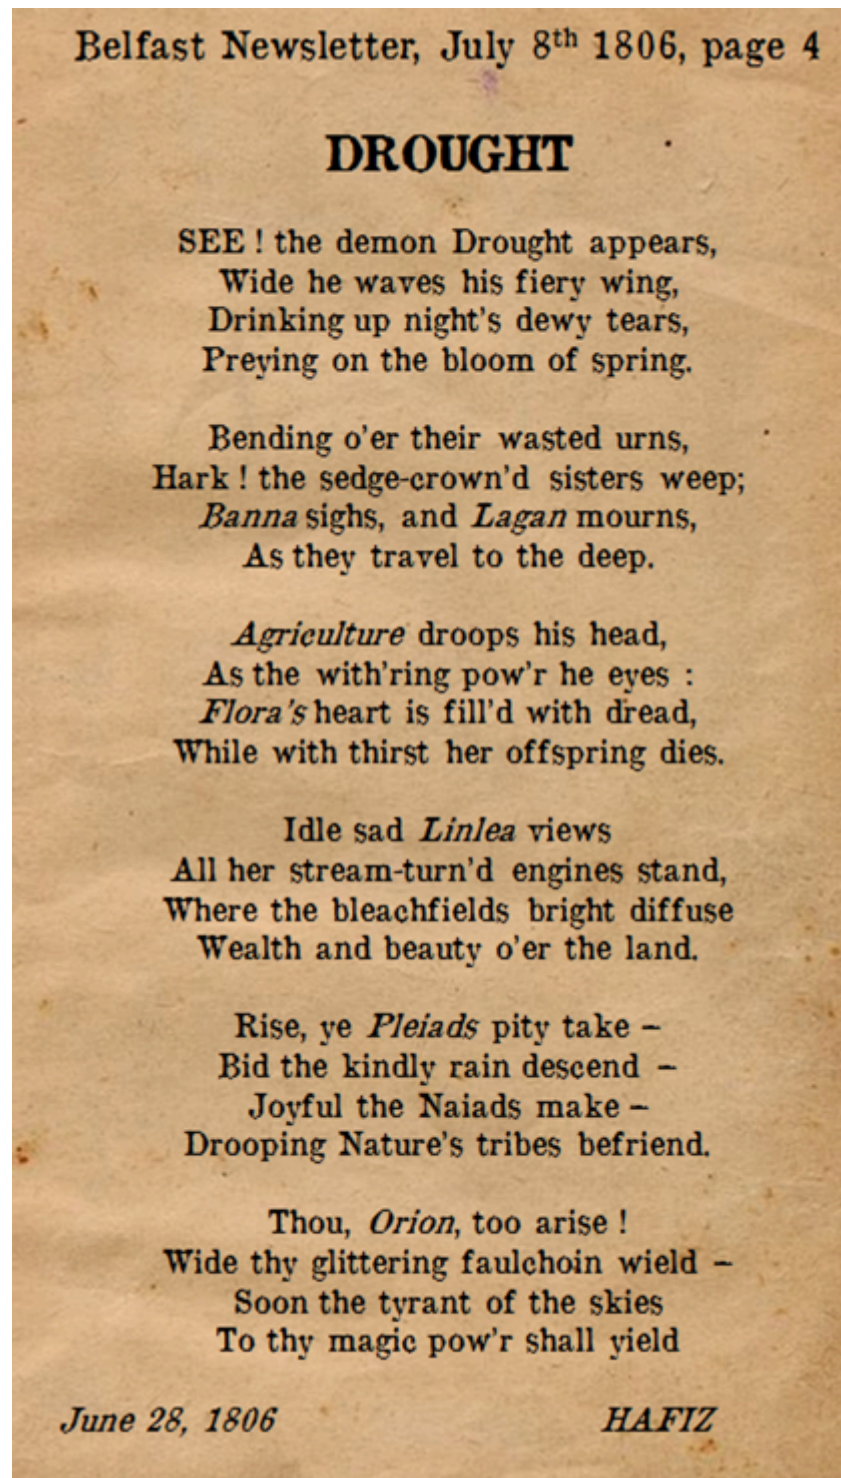 Belfast Newsletter, July 8th 1806, page 4
DROUGHT
SEE ! the demon Drought appears,
Wide he waves his fiery wing,
Drinking up night's dewy tears,
Preying on the bloom of spring.
Bending o'er their wasted urns,
Hark ! the sedge-crown'd sisters weep;
Banna sighs, and Lagan mourns,
As they travel to the deep.
Agriculture droops his head,
As the with'ring pow'r he eyes :
Flora's heart is fill'd with dread,
While with thirst her offspring dies.
Idle sad Linlea views
All her stream-turn'd engines stand,
Where the bleachfields bright diffuse
Wealth and beauty o'er the land.
Rise, ye Pleiads pity take –
Bid the kindly rain descend –
Joyful the Naiads make –
Drooping Nature's tribes befriend.
Thou, Orion, too arise !
Wide thy glittering faulchoin wield –
Soon the tyrant of the skies
To thy magic pow'r shall yield
June 28, 1806 HAFIZ